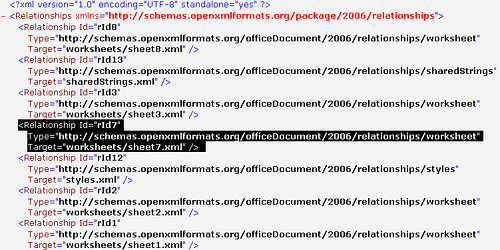 <?xml version="1.0" encoding="UTF-8" standalone="yes" ?>
- <Relationships xmlns="http://schemas.openxmlformats.org/package/2006/relationships">
<Relationship Id="rId8"
Type="http://schemas.openxmlformats.org/officeDocument/2006/relationships/worksheet"
Target="worksheets/sheet8.xml" />
<Relationship Id="rId13"
Type="http://schemas.openxmlformats.org/officeDocument/2006/relationships/sharedStrings"
Target="sharedStrings.xml" />
<Relationship Id="rId3"
Type="http://schemas.openxmlformats.org/officeDocument/2006/relationships/worksheet"
Target="worksheets/sheet3.xml" />
<Relationship Id="rId7"
Type="http://schemas.openxmlformats.org/officeDocument/2006/relationships/worksheet"
Target="worksheets/sheet7.xml" />
<Relationship Id="rId12"
Type="http://schemas.openxmlformats.org/officeDocument/2006/relationships/styles"
Target="styles.xml" />
<Relationship Id="rId2"
Type="http://schemas.openxmlformats.org/officeDocument/2006/relationships/worksheet"
Target="worksheets/sheet2.xml" />
<Relationship Id="rId1"
Type="http://schemas.openxmlformats.org/officeDocument/2006/relationships/worksheet"
Target="worksheets/sheet1.xml" />